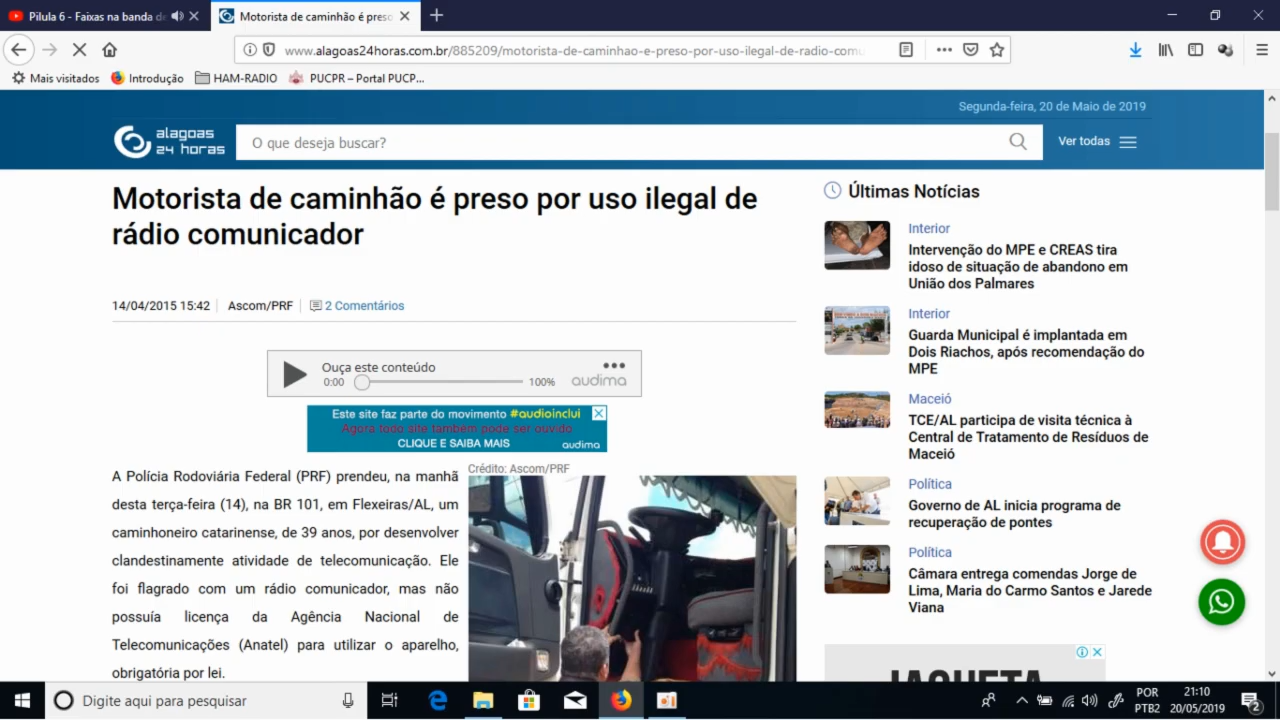 Pilula 6 - Faixas na banda de
Motorista de caminhão é preso
www.alagoas24horas.com.br/885209/motorista-de-caminhao-e-preso-por-uso-ilegal-de-radio-comu
Mais visitados
Introdução
HAM-RADIO
PUCPR – Portal PUCP...
Segunda-feira, 20 de Maio de 2019
alagoas
24 horas
O que deseja buscar?
Ver todas
Motorista de caminhão é preso por uso ilegal de
rádio comunicador
14/04/2015 15:42
Ascom/PRF
2 Comentários
Ouça este conteúdo
0:00
100%
audima
Este site faz parte do movimento #audioinclui
Agora todo site também pode ser ouvido
CLIQUE E SAIBA MAIS
audima
A Polícia Rodoviária Federal (PRF) prendeu, na manhã
desta terça-feira (14), na BR 101, em Flexeiras/AL, um
caminhoneiro catarinense, de 39 anos, por desenvolver
clandestinamente atividade de telecomunicação. Ele
foi flagrado com um rádio comunicador, mas não
possuía licença da Agência Nacional de
Telecomunicações (Anatel) para utilizar o aparelho,
obrigatória por lei.
Crédito: Ascom/PRF
Últimas Notícias
Interior
Intervenção do MPE e CREAS tira
idoso de situação de abandono em
União dos Palmares
Interior
Guarda Municipal é implantada em
Dois Riachos, após recomendação do
MPE
Maceió
TCE/AL participa de visita técnica à
Central de Tratamento de Resíduos de
Maceió
Política
Governo de AL inicia programa de
recuperação de pontes
Política
Câmara entrega comendas Jorge de
Lima, Maria do Carmo Santos e Jarede
Viana
JAQUETA
Digite aqui para pesquisar
POR
PTB2
21:10
20/05/2019
2